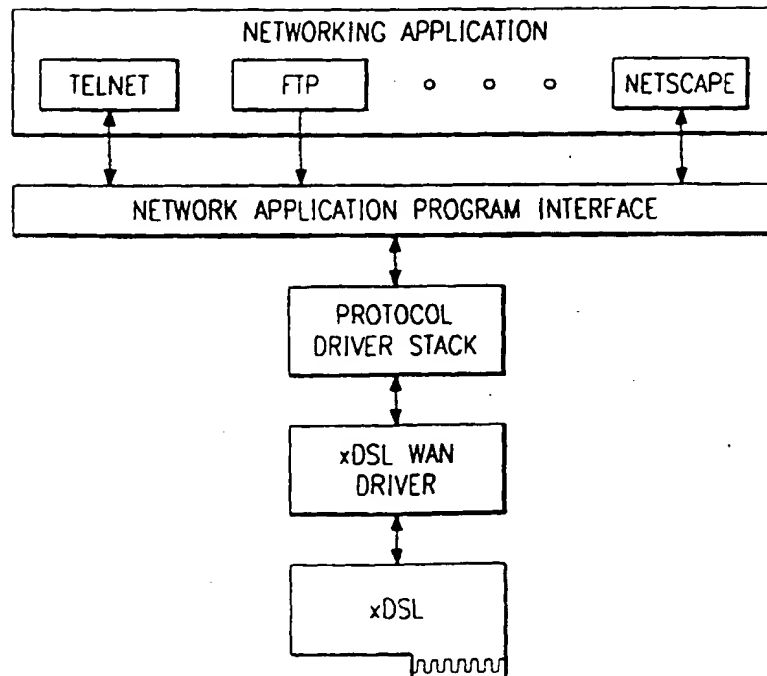 NETWORKING APPLICATION
TELNET
FTP
NETSCAPE
NETWORK APPLICATION PROGRAM INTERFACE
PROTOCOL
DRIVER STACK
xDSL WAN
DRIVER
xDSL